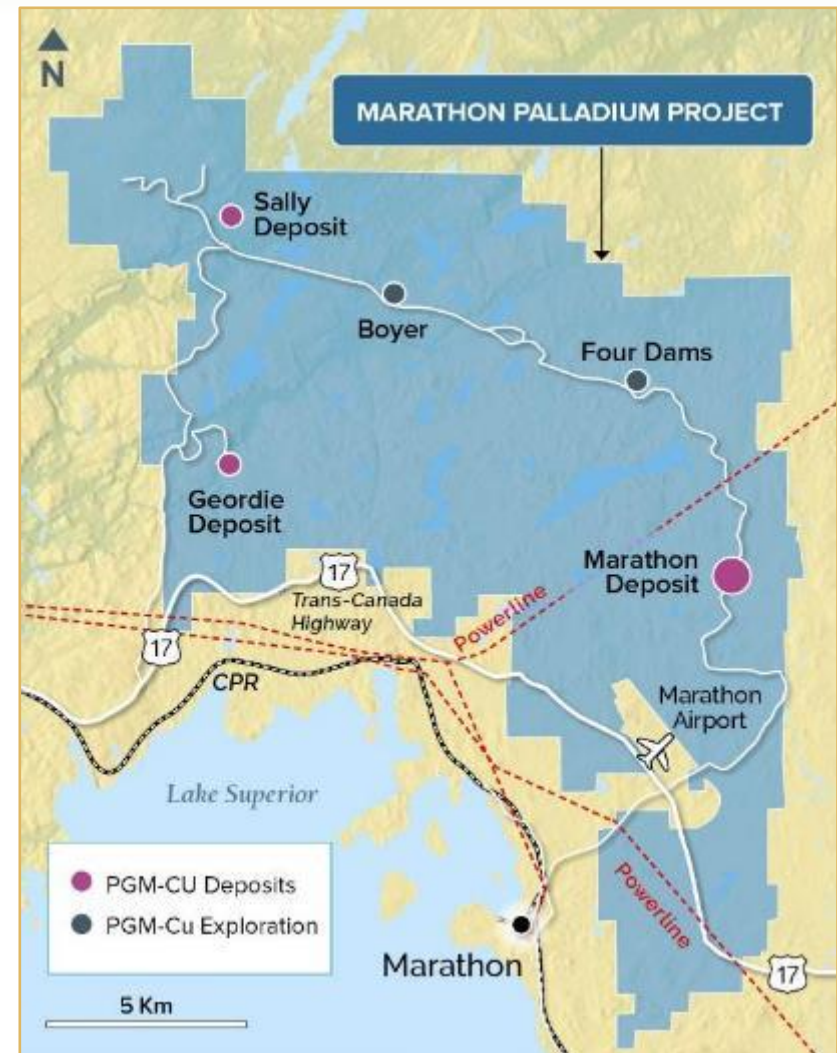 N
MARATHON PALLADIUM PROJECT
Sally
Deposit
Boyer
Four Dams
Geordie
Deposit
Marathon
Deposit
17
Trans-Canada
Highway
Powerline
17
CPR
Marathon
Airport
Lake Superior
PGM-CU Deposits
PGM-Cu Exploration
Powerline
Marathon
17
5 Km